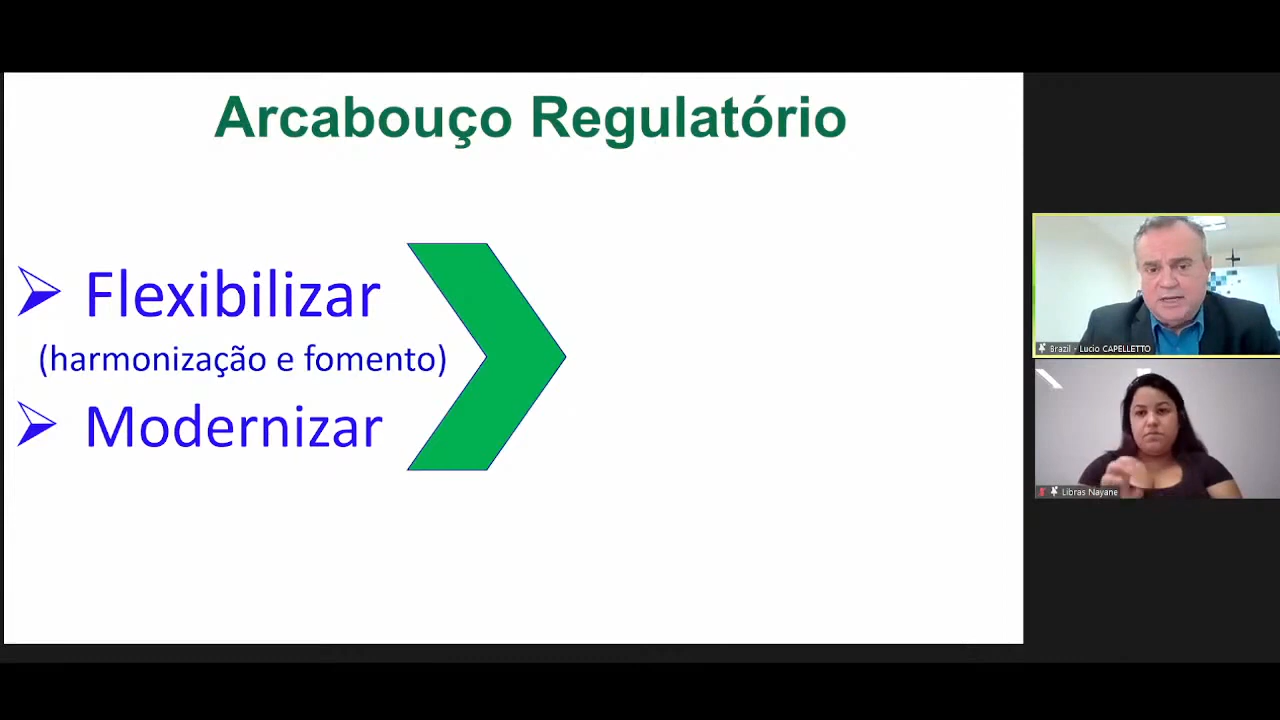 Arcabouço Regulatório
Flexibilizar
(harmonização e fomento)
Modernizar
Brazil - Lucio CAPELLETTO
Libras Nayane